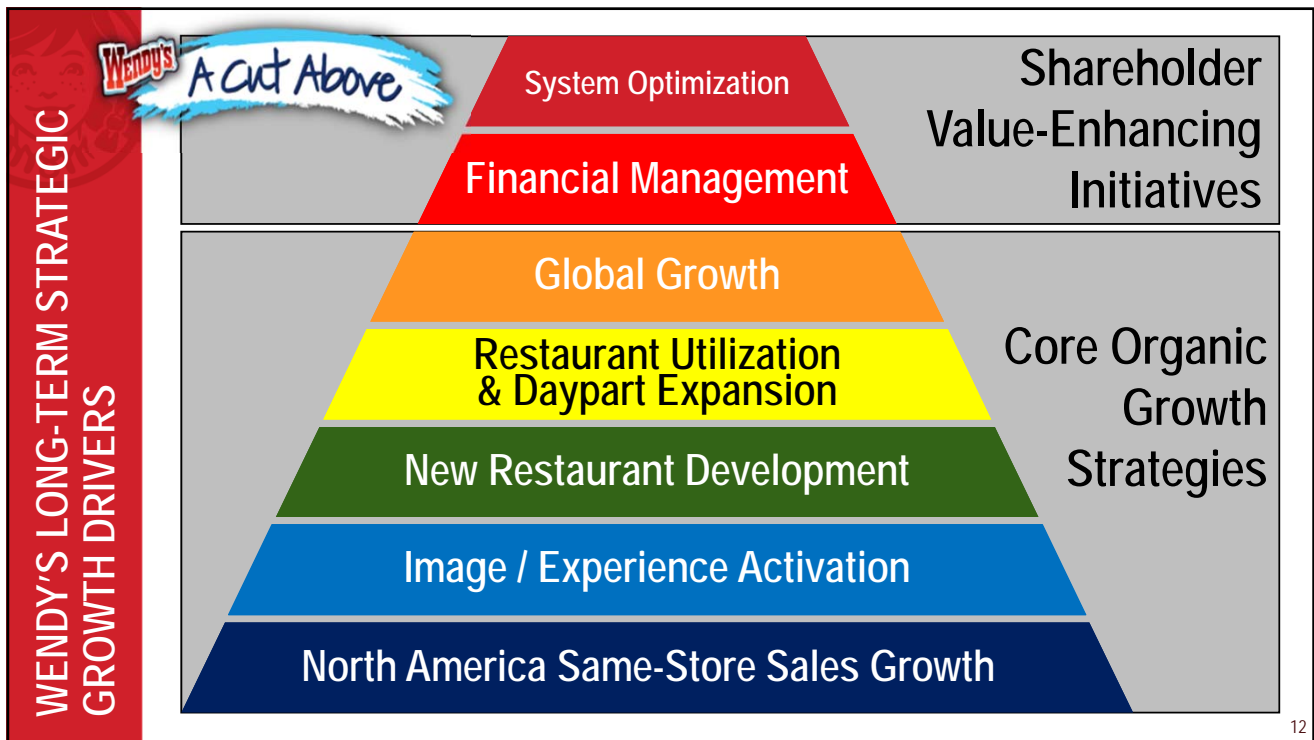 WENDY'S LONG-TERM STRATEGIC
GROWTH DRIVERS
Wendy's
A Cut Above
System Optimization
Financial Management
Shareholder
Value-Enhancing
Initiatives
Global Growth
Restaurant Utilization
& Daypart Expansion
New Restaurant Development
Image / Experience Activation
North America Same-Store Sales Growth
Core Organic
Growth
Strategies
12